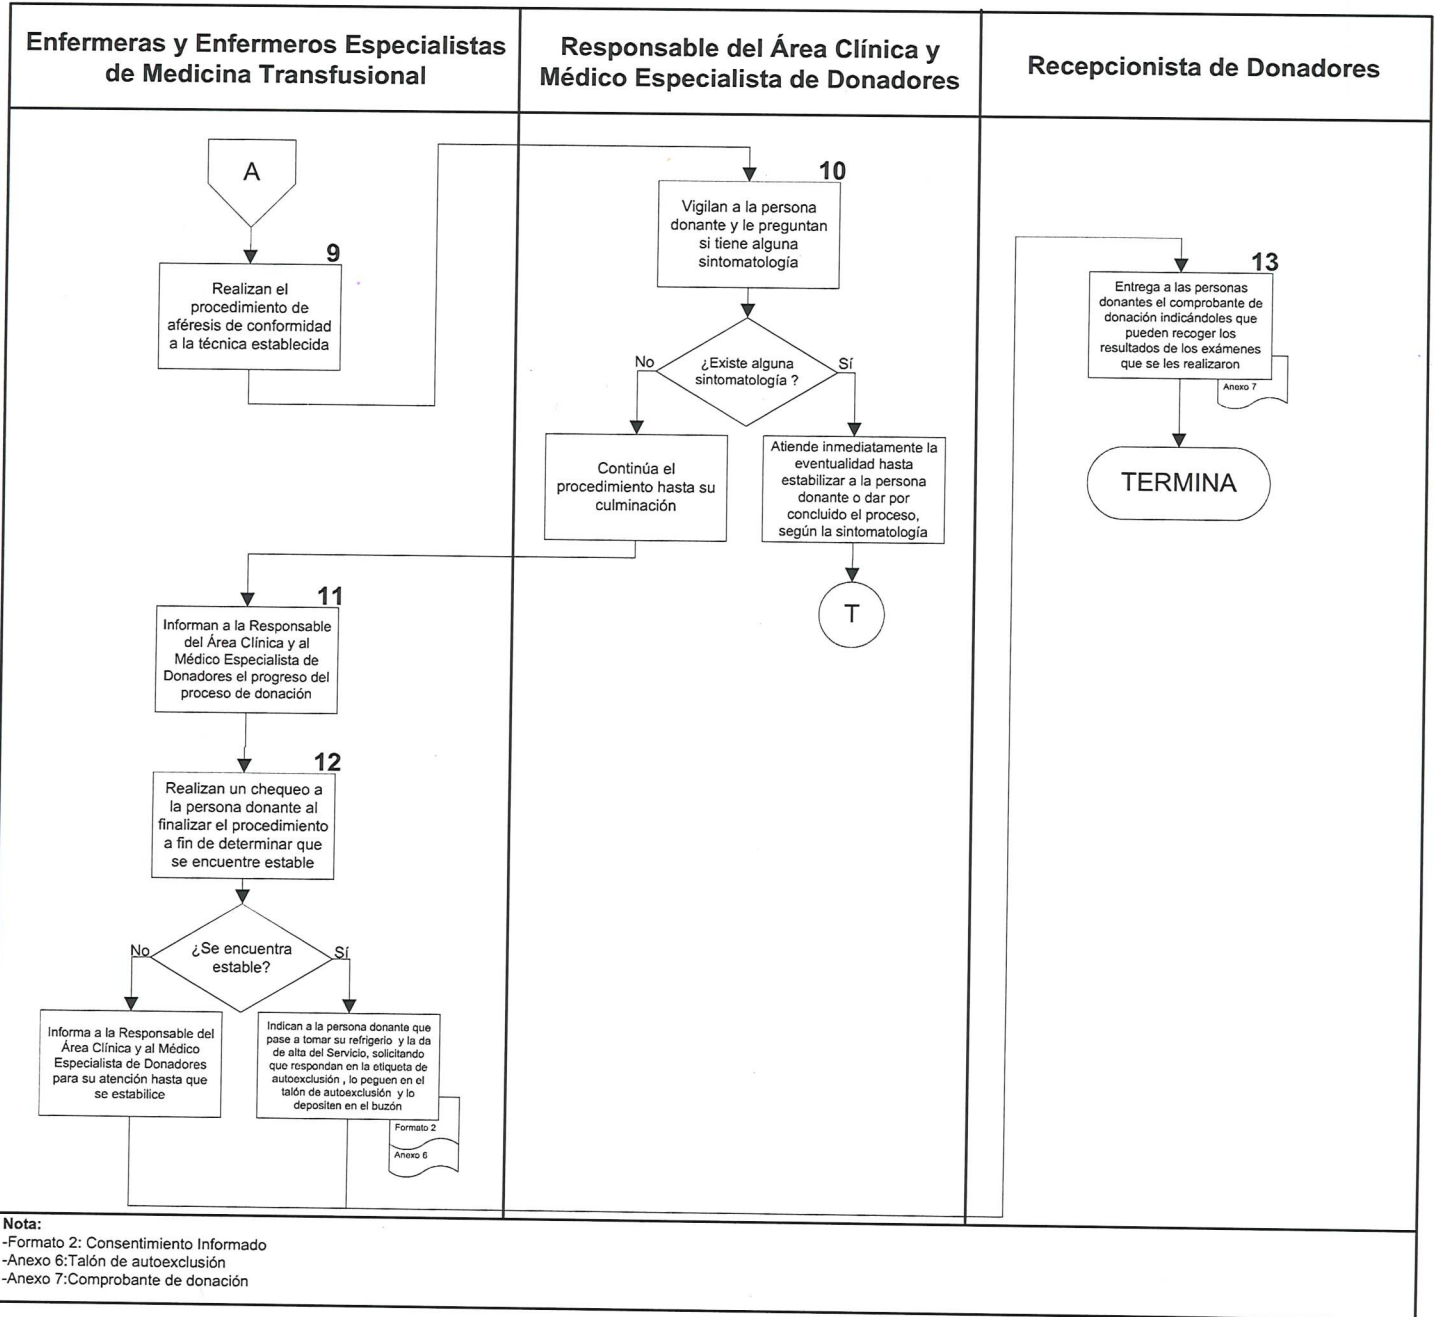 Enfermeras y Enfermeros Especialistas
de Medicina Transfusional
Responsable del Área Clínica y
Médico Especialista de Donadores
Recepcionista de Donadores
A
9
Realizan el
procedimiento de
aféresis de conformidad
a la técnica establecida
10
Vigilan a la persona
donante y le preguntan
si tiene alguna
sintomatología
¿Existe alguna
sintomatología ?
No
Sí
Continúa el
procedimiento hasta su
culminación
Atiende inmediatamente la
eventualidad hasta
estabilizar a la persona
donante o dar por
concluido el proceso,
según la sintomatología
T
11
Informan a la Responsable
del Área Clínica y al
Médico Especialista de
Donadores el progreso del
proceso de donación
12
Realizan un chequeo a
la persona donante al
finalizar el procedimiento
a fin de determinar que
se encuentre estable
¿Se encuentra
estable?
No
Sí
Informa a la Responsable del
Área Clínica y al Médico
Especialista de Donadores
para su atención hasta que
se estabilice
Indican a la persona donante que
pase a tomar su refrigerio y la da
de alta del Servicio, solicitando
que respondan en la etiqueta de
autoexclusión , lo peguen en el
talón de autoexclusión y lo
depositen en el buzón
Formato 2
Anexo 6
13
Entrega a las personas
donantes el comprobante de
donación indicándoles que
pueden recoger los
resultados de los exámenes
que se les realizaron
Anexo 7
TERMINA
Nota:
-Formato 2: Consentimiento Informado
-Anexo 6:Talón de autoexclusión
-Anexo 7:Comprobante de donación